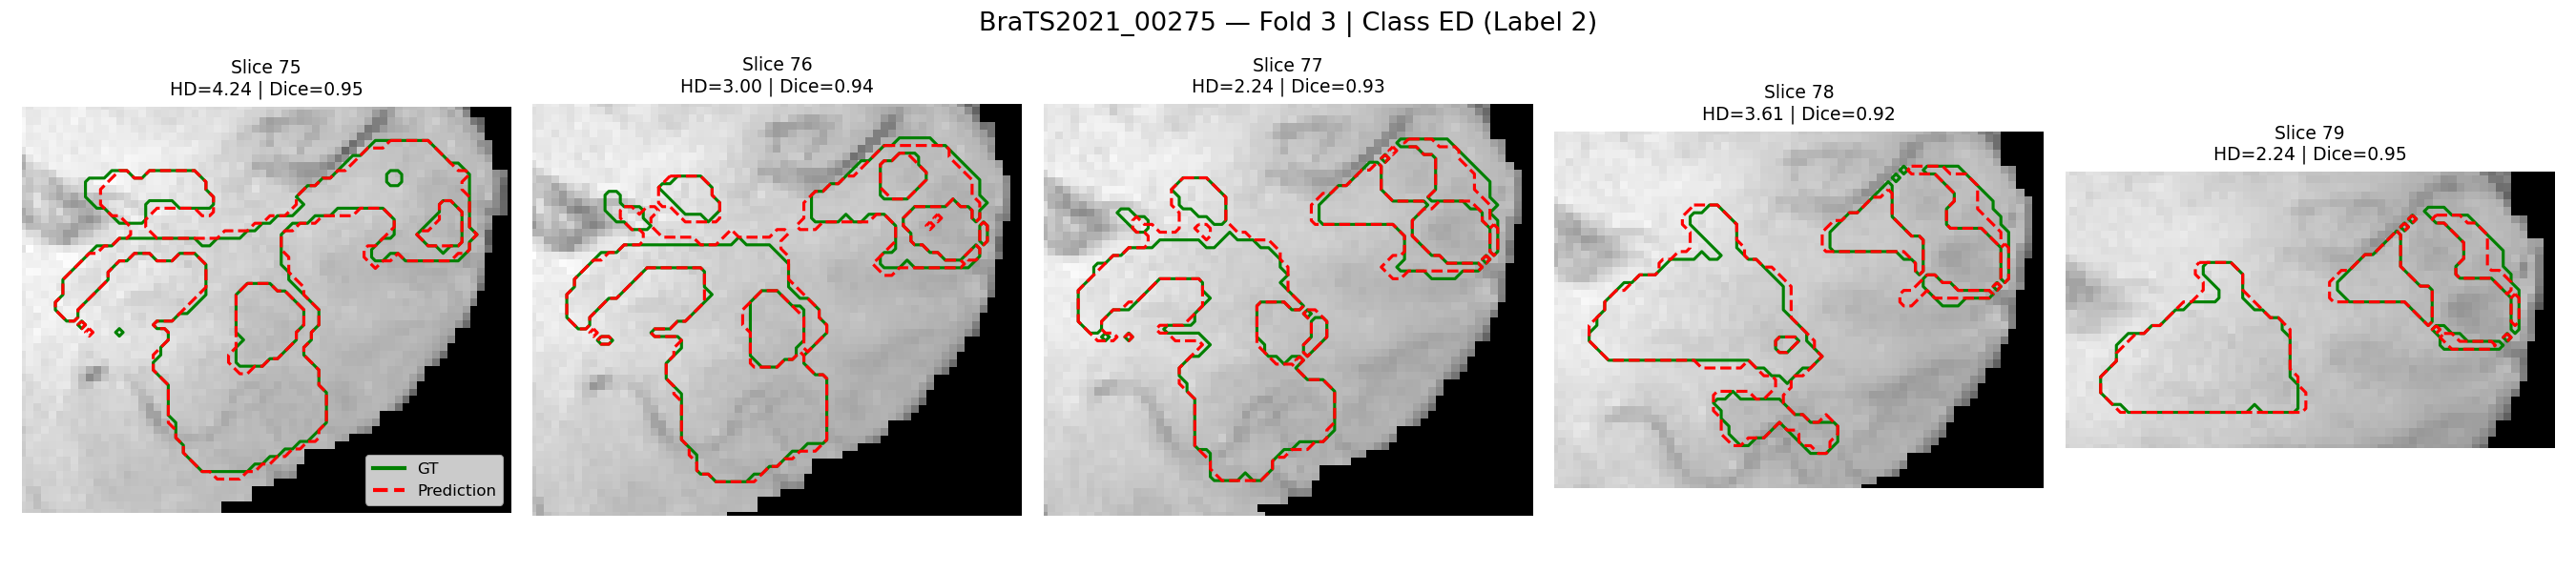 BraTS2021_00275 — Fold 3 | Class ED (Label 2)
Slice 75
HD=4.24 | Dice=0.95
Slice 76
HD=3.00 | Dice=0.94
Slice 77
HD=2.24 | Dice=0.93
Slice 78
HD=3.61 | Dice=0.92
Slice 79
HD=2.24 | Dice=0.95
GT
Prediction